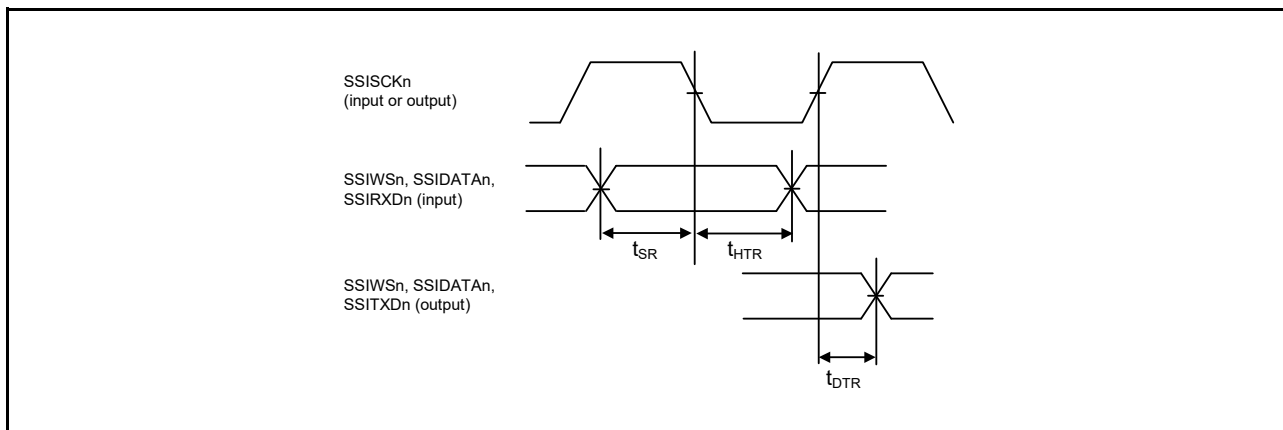 SSISCKn
(input or output)
SSIWSn, SSIDATAn,
SSIRXDn (input)
tSR
tHTR
SSIWSn, SSIDATAn,
SSITXDn (output)
tDTR